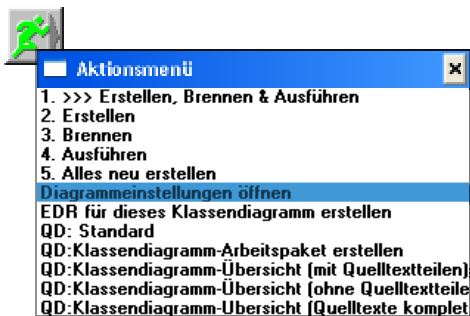 Aktionsmenü
1. >>> Erstellen, Brennen & Ausführen
2. Erstellen
3. Brennen
4. Ausführen
5. Alles neu erstellen
Diagrammeinstellungen öffnen
EDR für dieses Klassendiagramm erstellen
QD: Standard
QD:Klassendiagramm-Arbeitspaket erstellen
QD:Klassendiagramm-Übersicht (mit Quelltextteilen)
QD:Klassendiagramm-Übersicht (ohne Quelltextteile
QD:Klassendiagramm-Übersicht (Quelltexte komplet